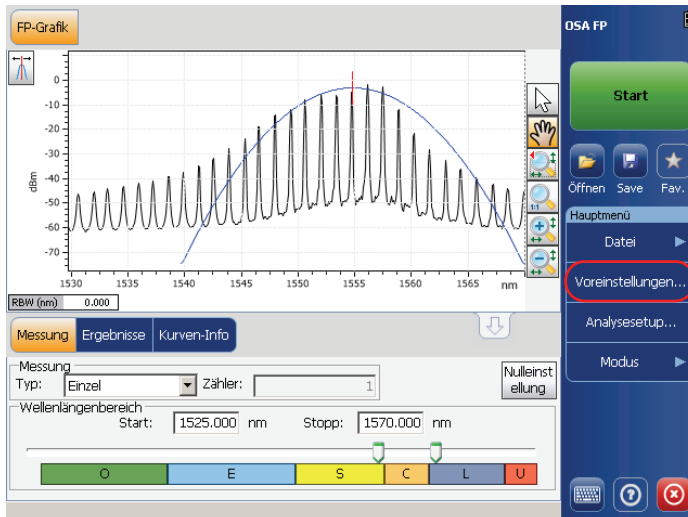 FP-Grafik
OSA FP
Start
Öffnen Save Fav.
Hauptmenü
Datei
Voreinstellungen...
Analysesetup...
Modus
dBm
0
-10
-20
-30
-40
-50
-60
-70
1530 1535 1540 1545 1550 1555 1560 1565 nm
1:1
RBW (nm) 0.000
Messung Ergebnisse Kurven-Info
Messung
Typ: Einzel Zähler: 1
Nulleinst
ellung
Wellenlängenbereich
Start: 1525.000 nm Stopp: 1570.000 nm
O E S C L U
?